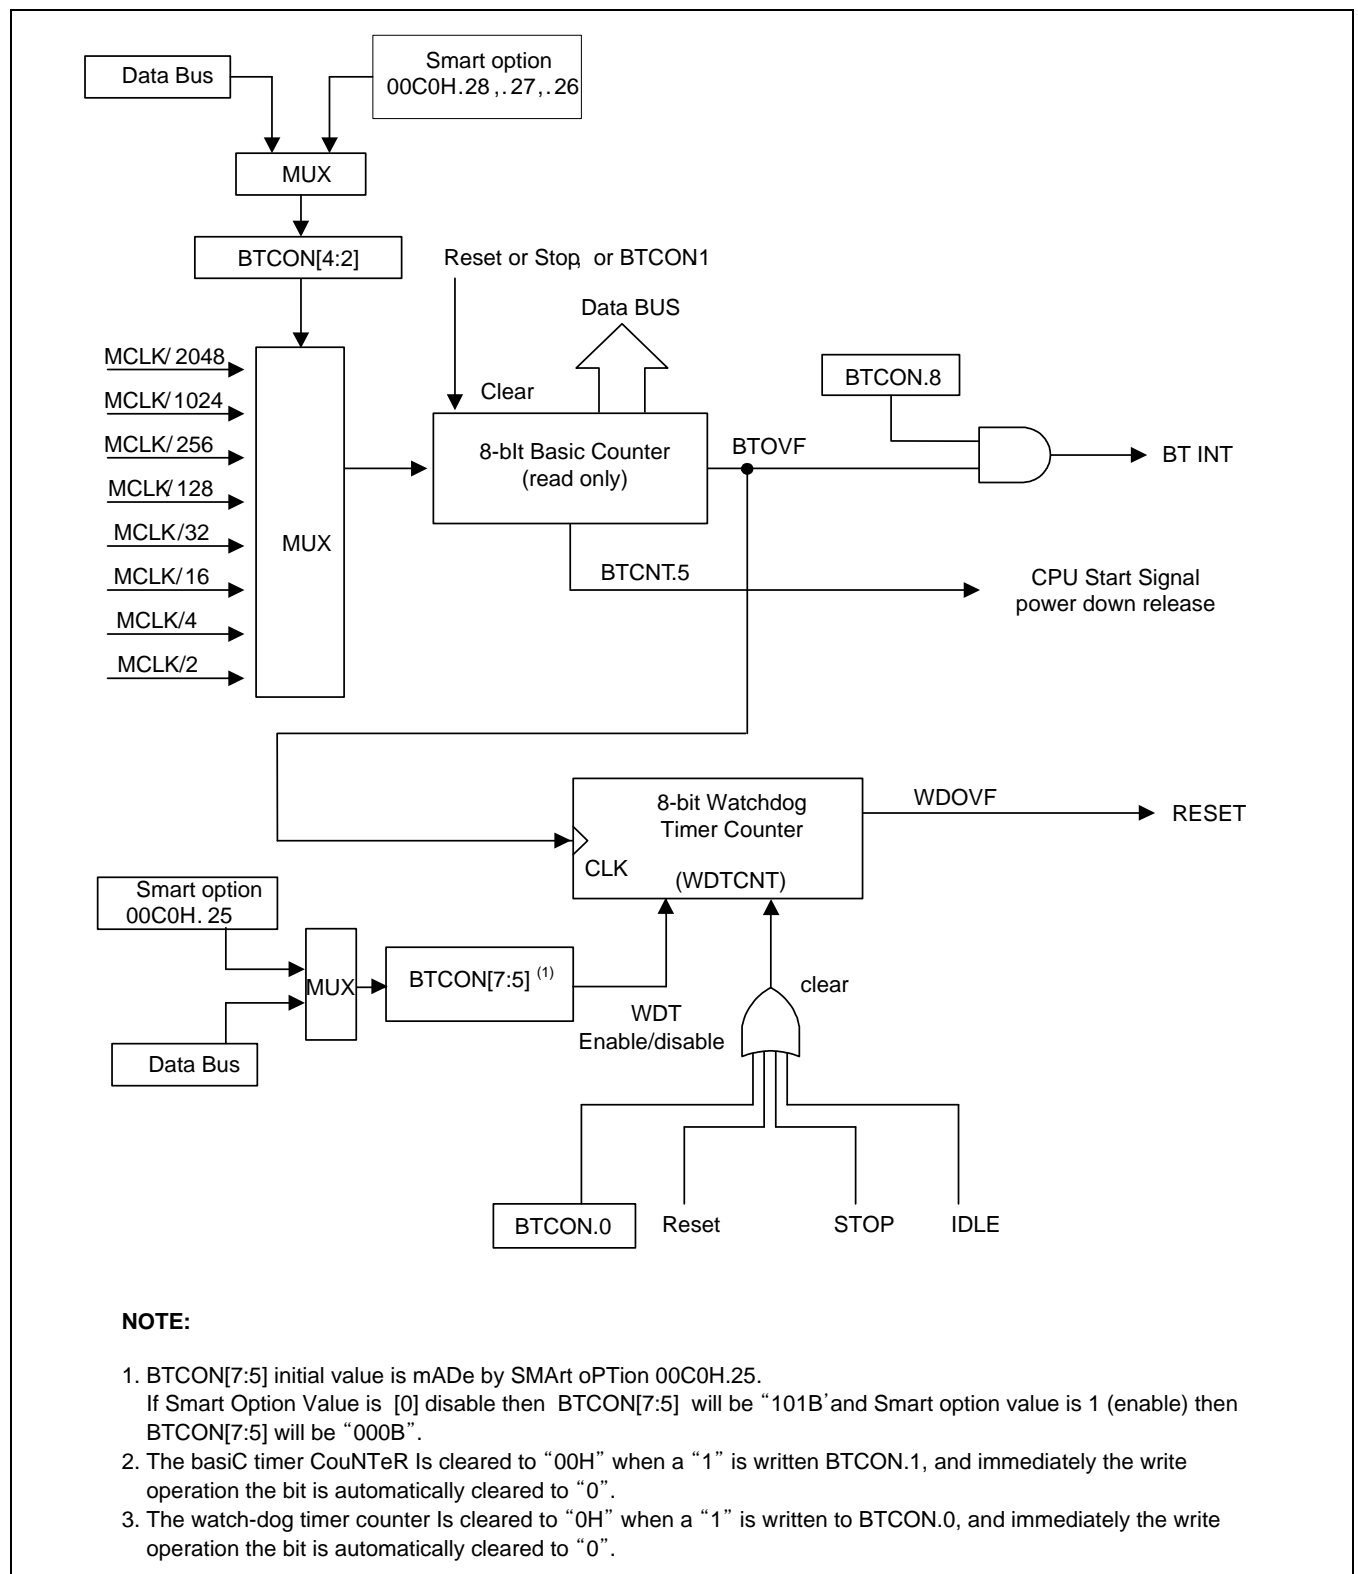 Data Bus
Smart option
00C0H.28,.27,.26
MUX
BTCON[4:2]
Reset or Stop, or BTCON1
Data BUS
MCLK/2048
MCLK/1024
MCLK/256
MCLK/128
MCLK/32
MCLK/16
MCLK/4
MCLK/2
MUX
Clear
8-bIt Basic Counter
(read only)
BTOVF
BTCON.8
BT INT
BTCNT.5
CPU Start Signal
power down release
8-bit Watchdog
Timer Counter
CLK
(WDTCNT)
WDOVF
RESET
Smart option
00C0H. 25
MUX
BTCON[7:5] (1)
Data Bus
WDT
Enable/disable
clear
BTCON.0
Reset
STOP
IDLE
NOTE:
1. BTCON[7:5] initial value is mADe by SMArt oPTion 00C0H.25.
If Smart Option Value is [0] disable then BTCON[7:5] will be “101B’and Smart option value is 1 (enable) then
BTCON[7:5] will be “000B”.
2. The basiC timer CouNTeR Is cleared to “00H” when a “1” is written BTCON.1, and immediately the write
operation the bit is automatically cleared to “0”.
3. The watch-dog timer counter Is cleared to “0H” when a “1” is written to BTCON.0, and immediately the write
operation the bit is automatically cleared to “0”.